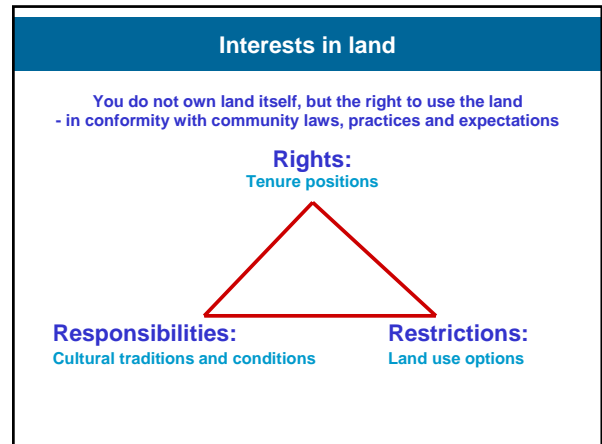 Interests in land
You do not own land itself, but the right to use the land
- in conformity with community laws, practices and expectations
Rights:
Tenure positions
Responsibilities:
Cultural traditions and conditions
Restrictions:
Land use options